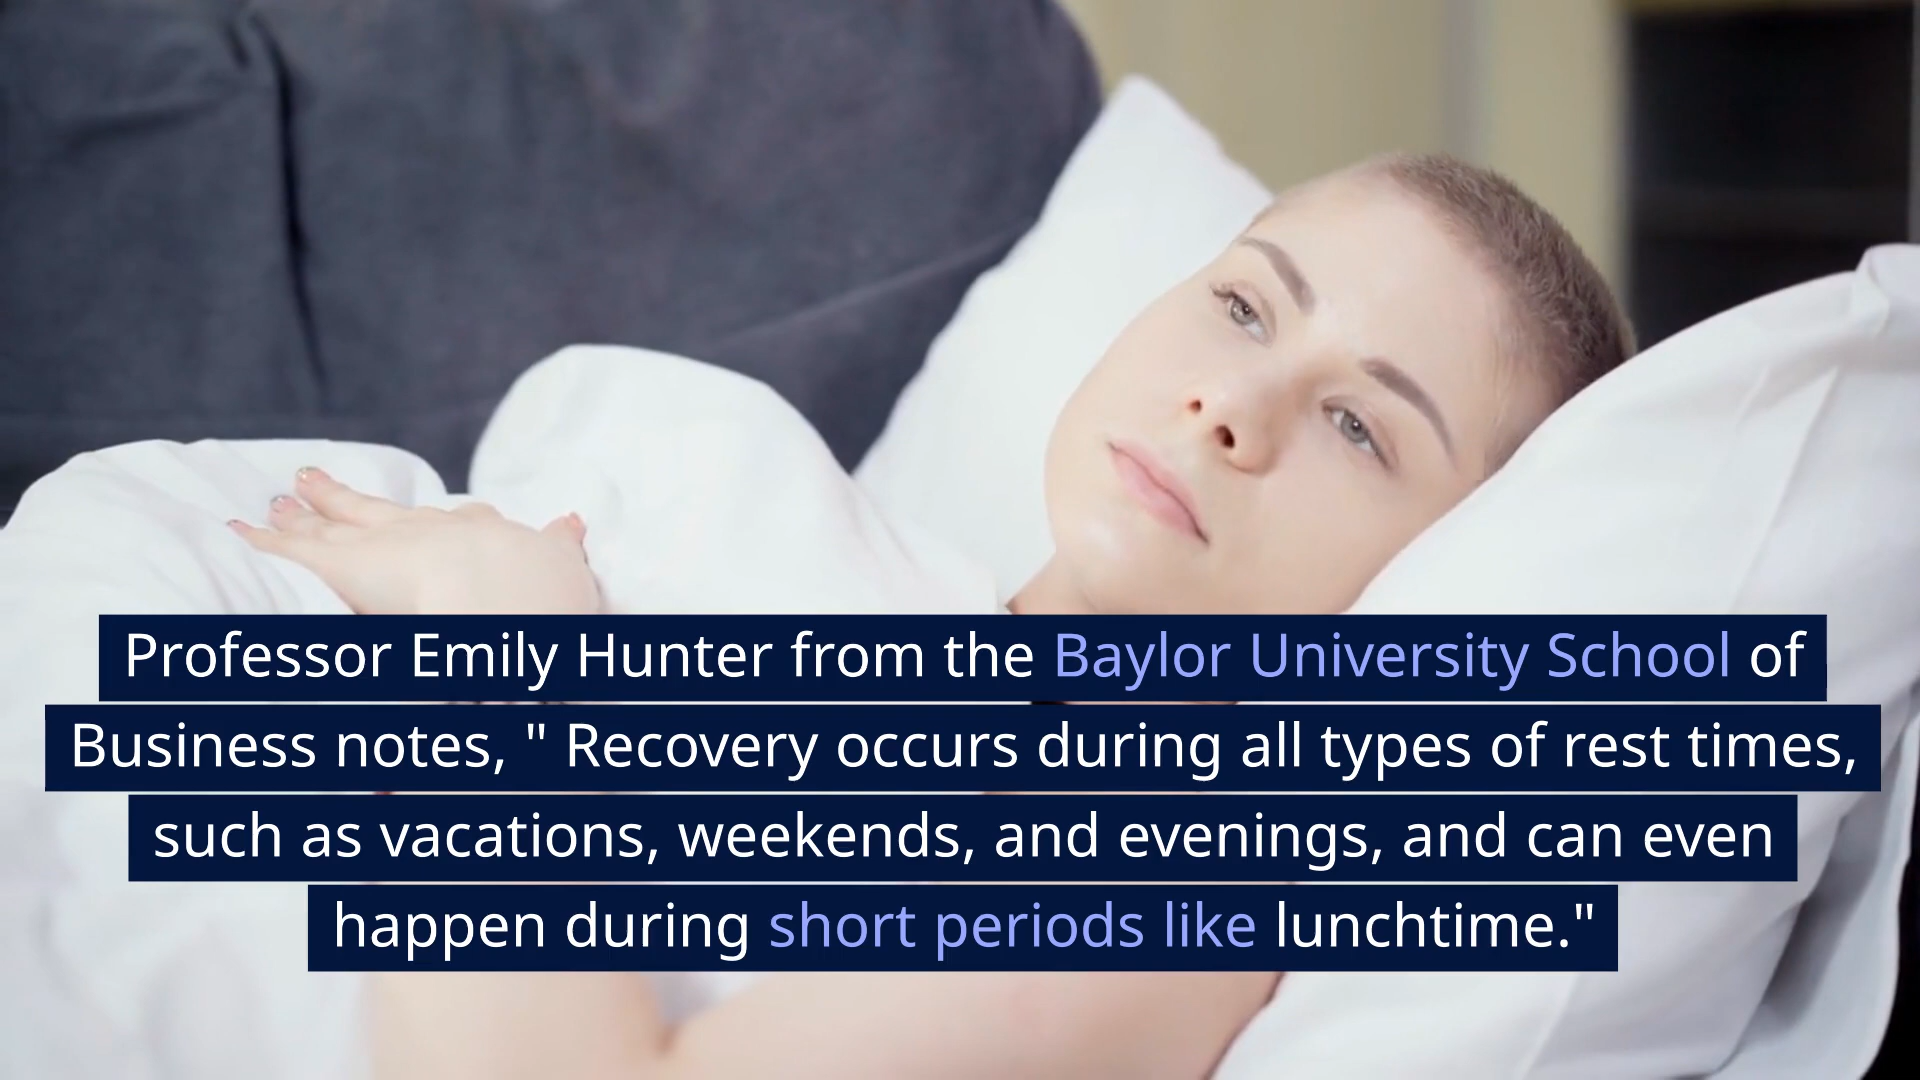 Professor Emily Hunter from the Baylor University School of
Business notes, " Recovery occurs during all types of rest times,
such as vacations, weekends, and evenings, and can even
happen during short periods like lunchtime."